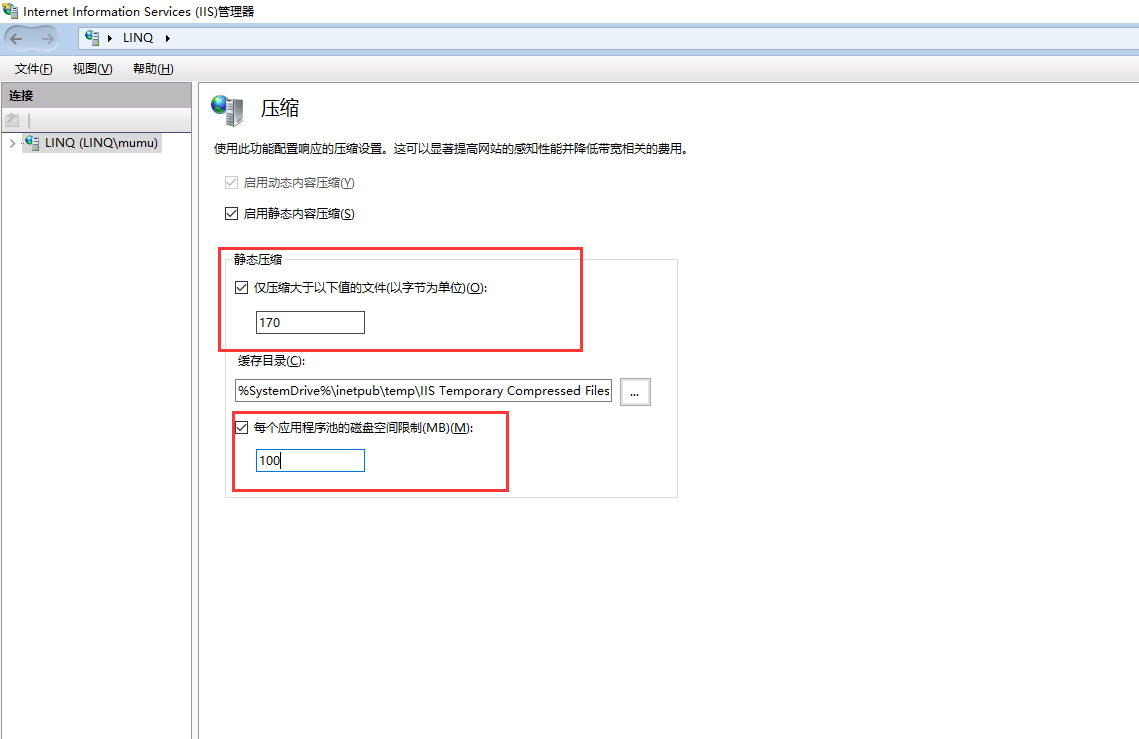 Internet Information Services (IIS)管理器
LINQ
文件(F) 视图(V) 帮助(H)
连接
LINQ (LINQ\mumu)
压缩
使用此功能配置响应的压缩设置。这可以显著提高网站的感知性能并降低带宽相关的费用。
启用动态内容压缩(Y)
启用静态内容压缩(S)
静态压缩
仅压缩大于以下值的文件(以字节为单位)(O):
170
缓存目录(C):
%SystemDrive%\inetpub\temp\IIS Temporary Compressed Files
...
每个应用程序池的磁盘空间限制(MB)(M):
100